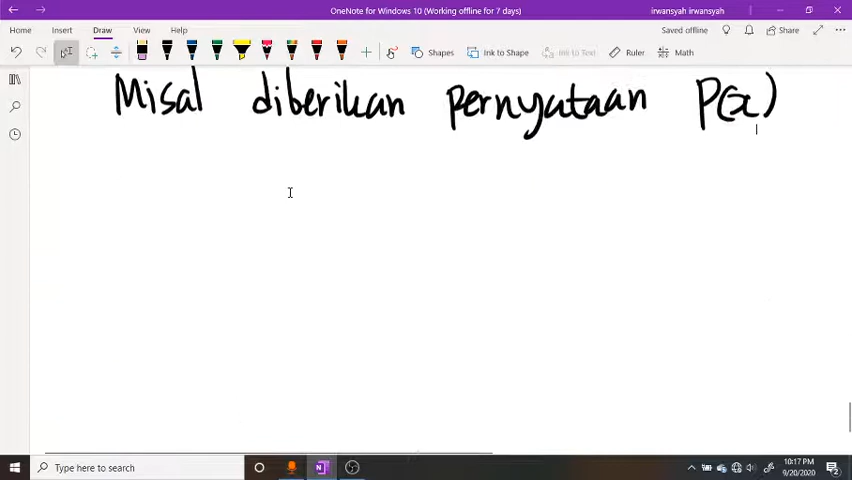 OneNote for Windows 10 (Working offline for 7 days)
irwansyah irwansyah
Home Insert Draw View Help
Saved offline Share
Shapes Ink to Shape Ink to Text Ruler Math
Misal diberikan pernyataan P(x)
Type here to search
10:17 PM
9/20/2020
2